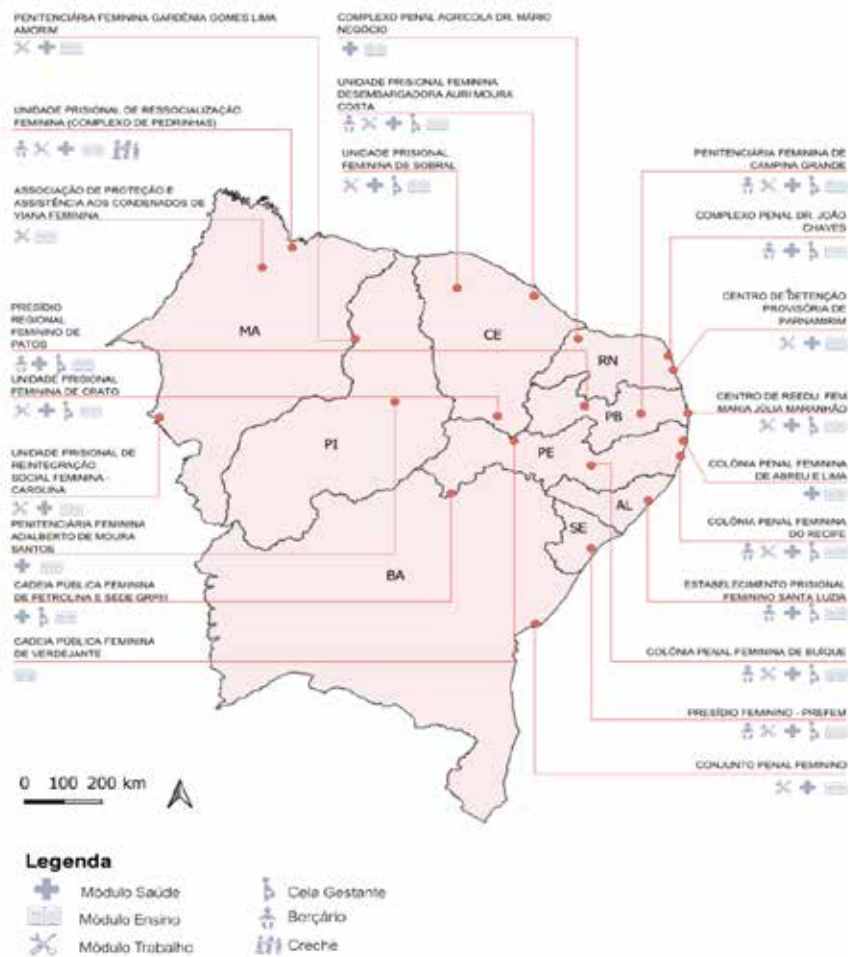 PENITENCIÁRIA FEMININA GARDÊNIA GOMES LIMA
AMORIM
COMPLEXO PENAL AGRÍCOLA DR. MÁRIO
NEGÓCIO
UNIDADE PRISIONAL DE RESSOCIALIZAÇÃO
FEMININA (COMPLEXO DE PEDRINHAS)
UNIDADE PRISIONAL FEMININA
DESEMBARGADORA AURI MOURA
COSTA
UNIDADE PRISIONAL
FEMININA DE SOBRAL
PENITENCIÁRIA FEMININA DE
CAMPINA GRANDE
ASSOCIAÇÃO DE PROTEÇÃO E
ASSISTÊNCIA AOS CONDENADOS DE
VIANA FEMININA
COMPLEXO PENAL DR. JOÃO
CHAVES
CENTRO DE DETENÇÃO
PROVISÓRIA DE
PARNAMIRIM
PRESÍDIO
REGIONAL
FEMININO DE
PATOS
UNIDADE PRISIONAL
FEMININA DE CRATO
CENTRO DE REEDU. FEM
MARIA JÚLIA MARANHÃO
UNIDADE PRISIONAL DE
REINTEGRAÇÃO
SOCIAL FEMININA -
CAROLINA
COLÔNIA PENAL FEMININA
DE ABREU E LIMA
PENITENCIÁRIA FEMININA
ADALBERTO DE MOURA
SANTOS
COLÔNIA PENAL FEMININA
DO RECIFE
CADEIA PÚBLICA FEMININA
DE PETROLINA E SEDE
ESTABELECIMENTO PRISIONAL
FEMININO SANTA LUZIA
CADEIA PÚBLICA FEMININA
DE VERDEJANTE
COLÔNIA PENAL FEMININA DE BUÍQUE
PRESÍDIO FEMININO - PREFEM
CONJUNTO PENAL FEMININO
MA
CE
RN
PB
PI
PE
AL
SE
BA
0 100 200 km
Legenda
Módulo Saúde
Módulo Ensino
Módulo Trabalho
Cela Gestante
Berçário
Creche